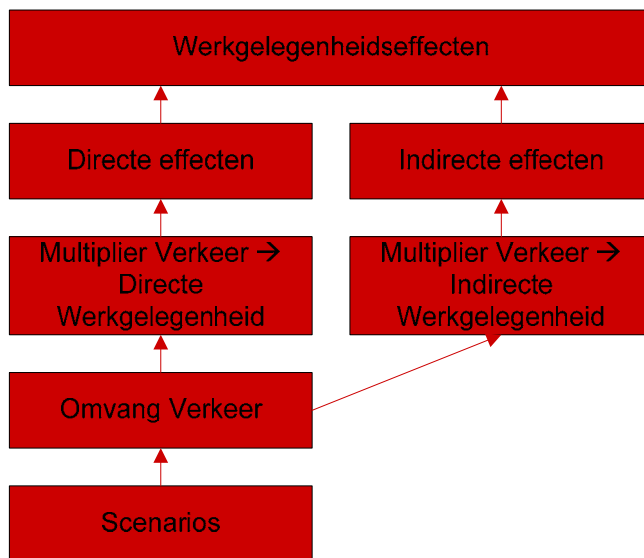 Werkgelegenheidseffecten
Directe effecten
Indirecte effecten
Multiplier Verkeer →
Directe
Werkgelegenheid
Multiplier Verkeer →
Indirecte
Werkgelegenheid
Omvang Verkeer
Scenarios